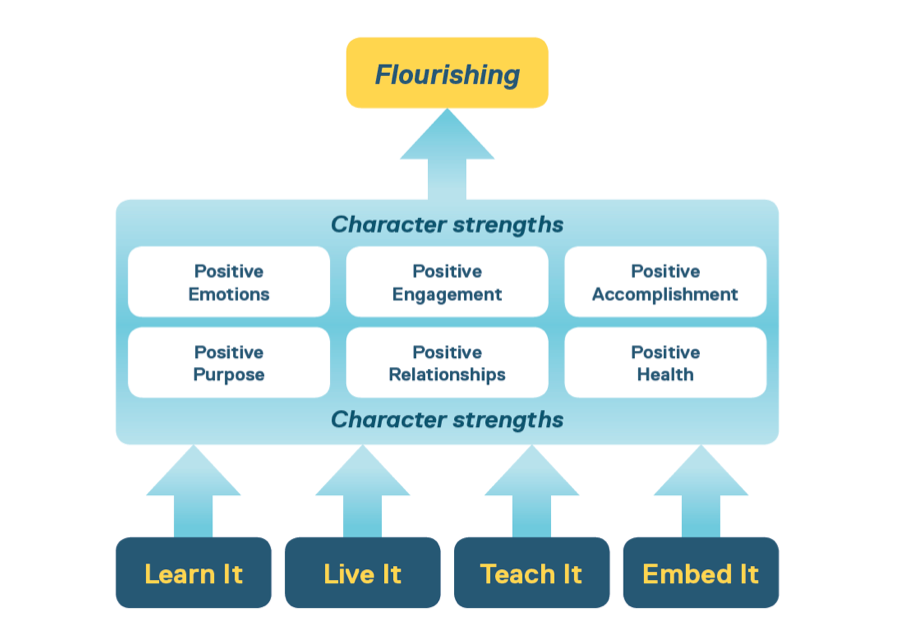 Flourishing
Character strengths
Positive
Emotions
Positive
Engagement
Positive
Accomplishment
Positive
Purpose
Positive
Relationships
Positive
Health
Character strengths
Learn It
Live It
Teach It
Embed It